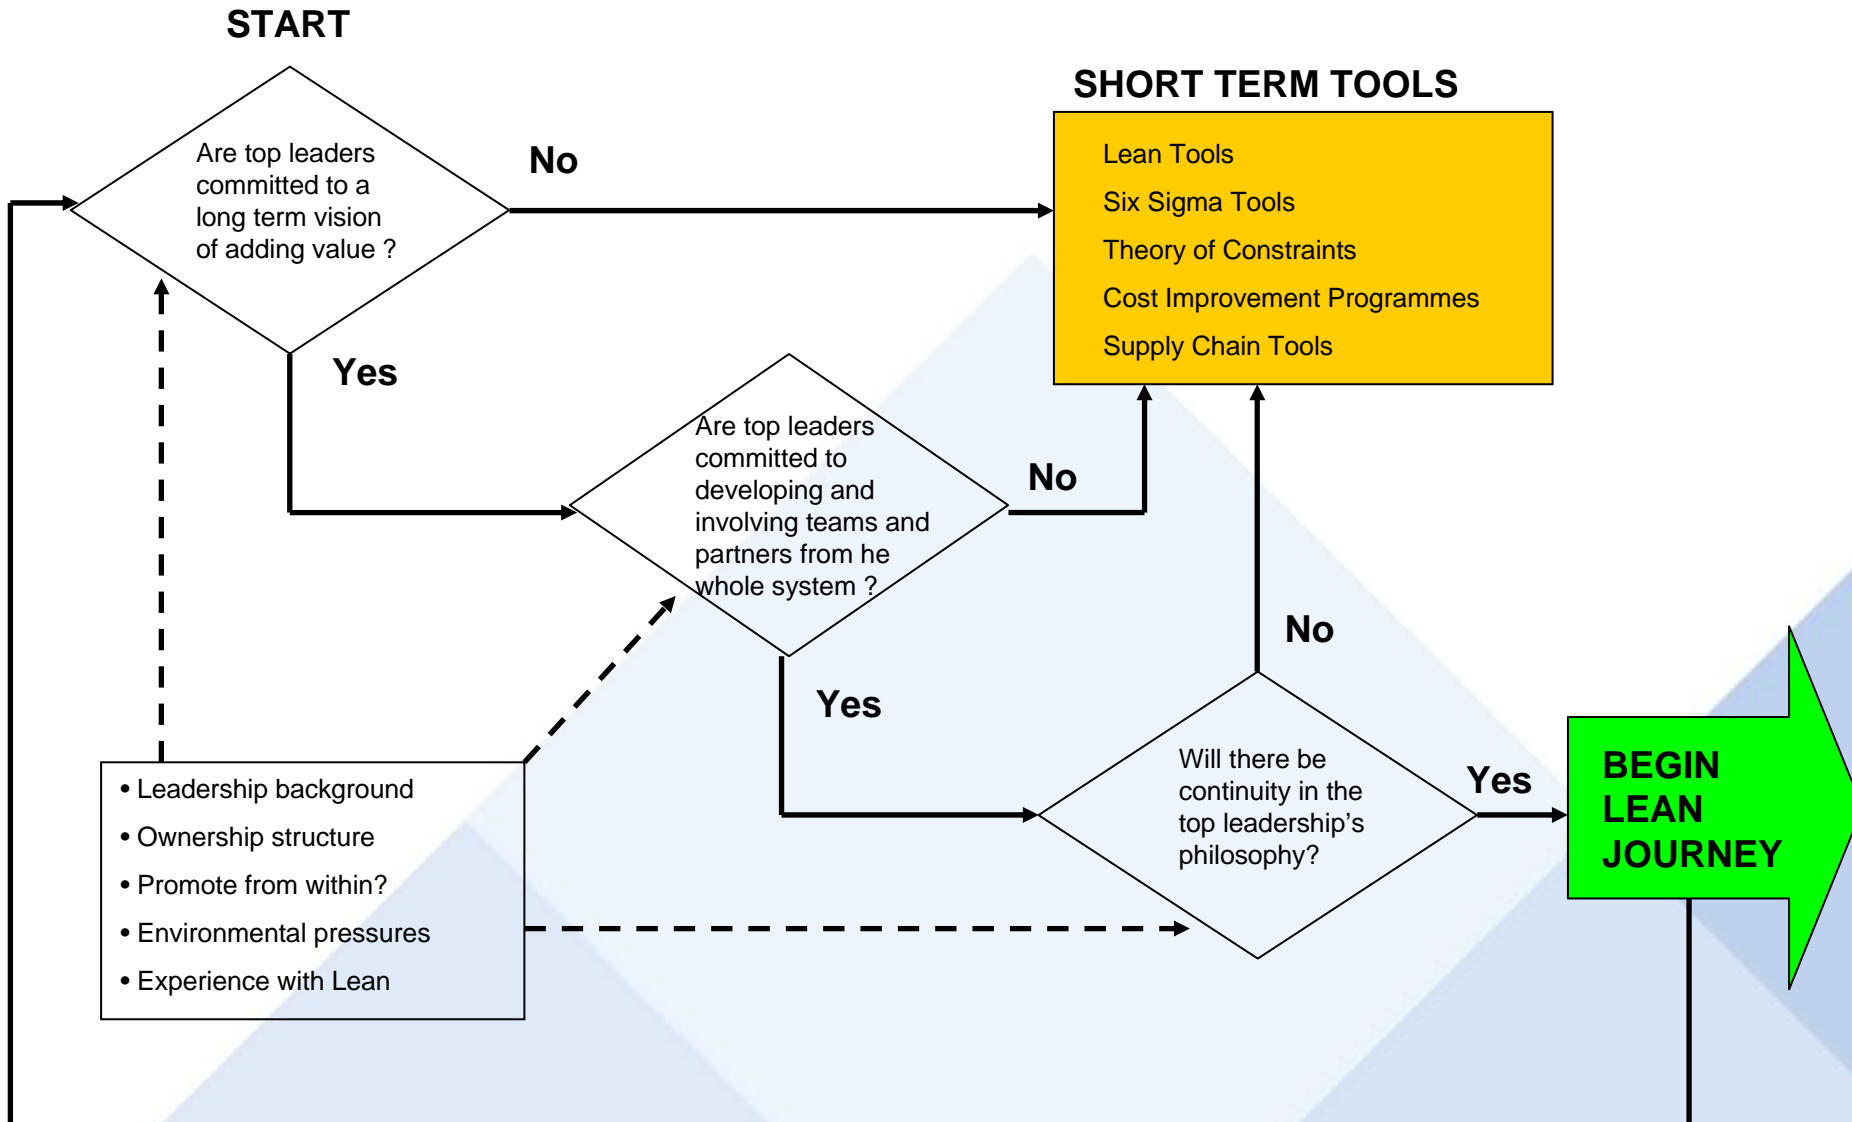 START
Are top leaders
committed to a
long term vision
of adding value ?
No
Yes
SHORT TERM TOOLS
Lean Tools
Six Sigma Tools
Theory of Constraints
Cost Improvement Programmes
Supply Chain Tools
Are top leaders
committed to
developing and
involving teams and
partners from he
whole system ?
No
Yes
Will there be
continuity in the
top leadership’s
philosophy?
No
Yes
BEGIN
LEAN
JOURNEY
• Leadership background
• Ownership structure
• Promote from within?
• Environmental pressures
• Experience with Lean